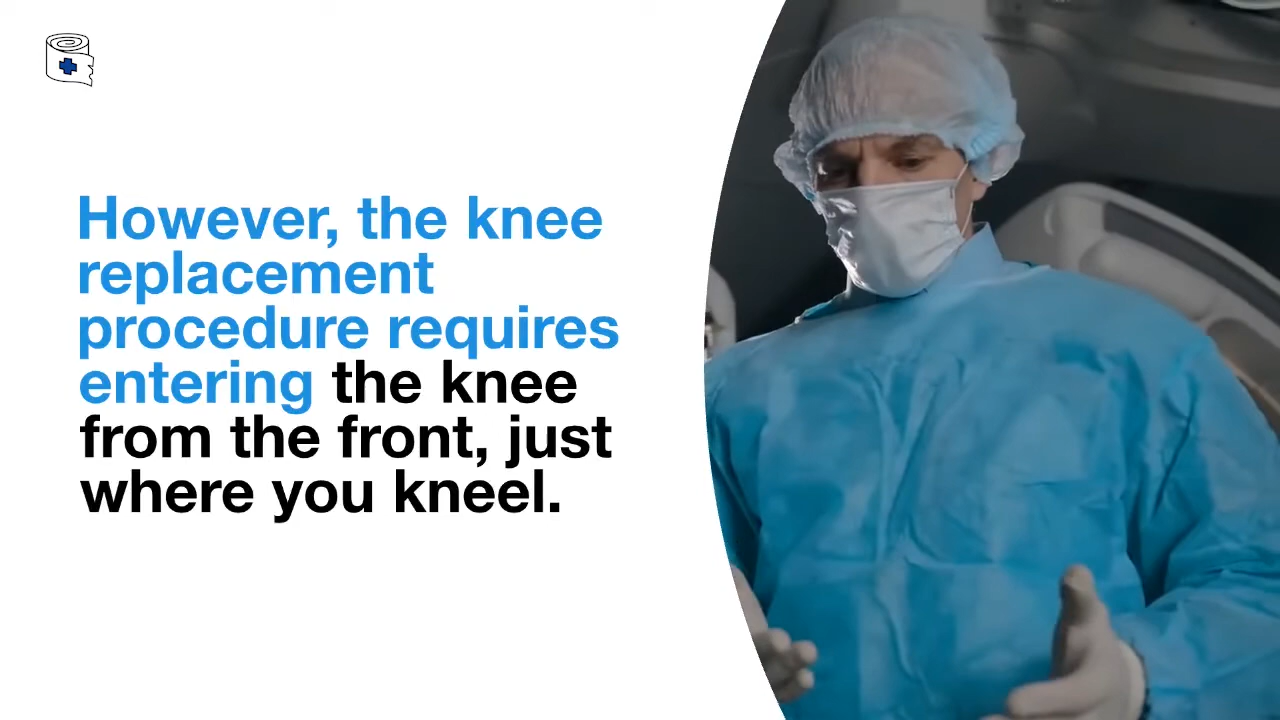 However, the knee
replacement
procedure requires
entering the knee
from the front, just
where you kneel.